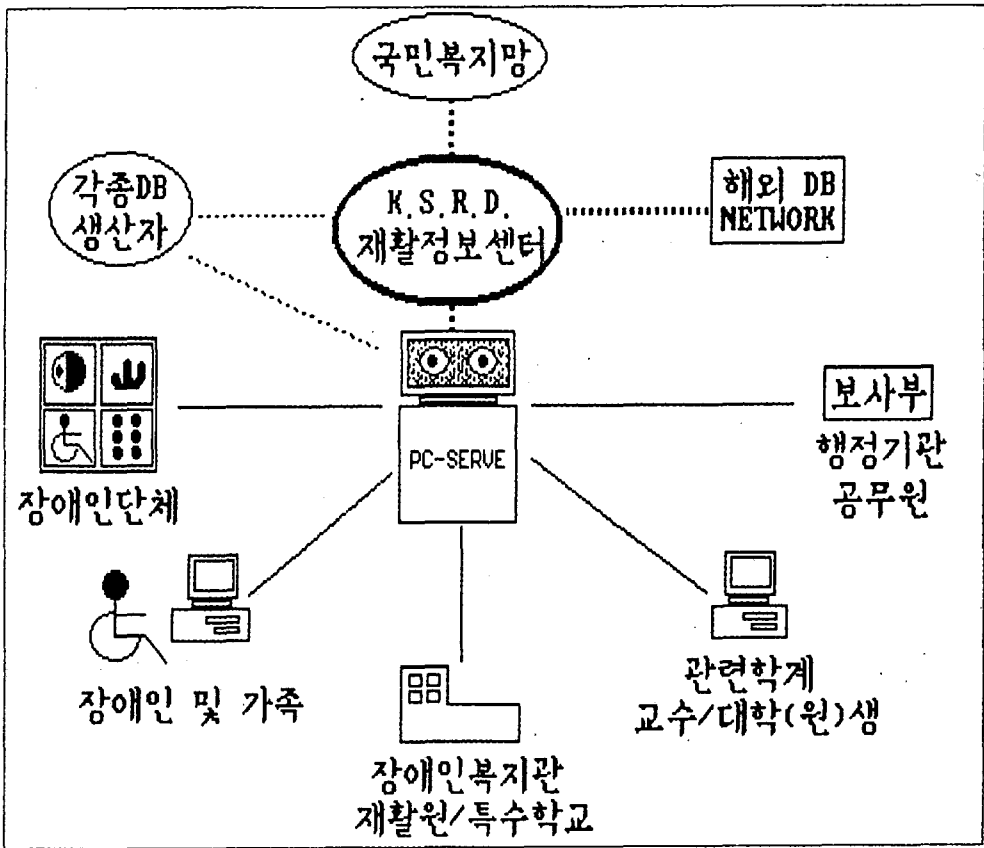 국민복지망
각종DB
생산자
K.S.R.D.
재활정보센터
해외 DB
NETWORK
PC-SERVE
장애인단체
보사부
행정기관
공무원
장애인 및 가족
관련학계
교수/대학(원)생
장애인복지관
재활원/특수학교